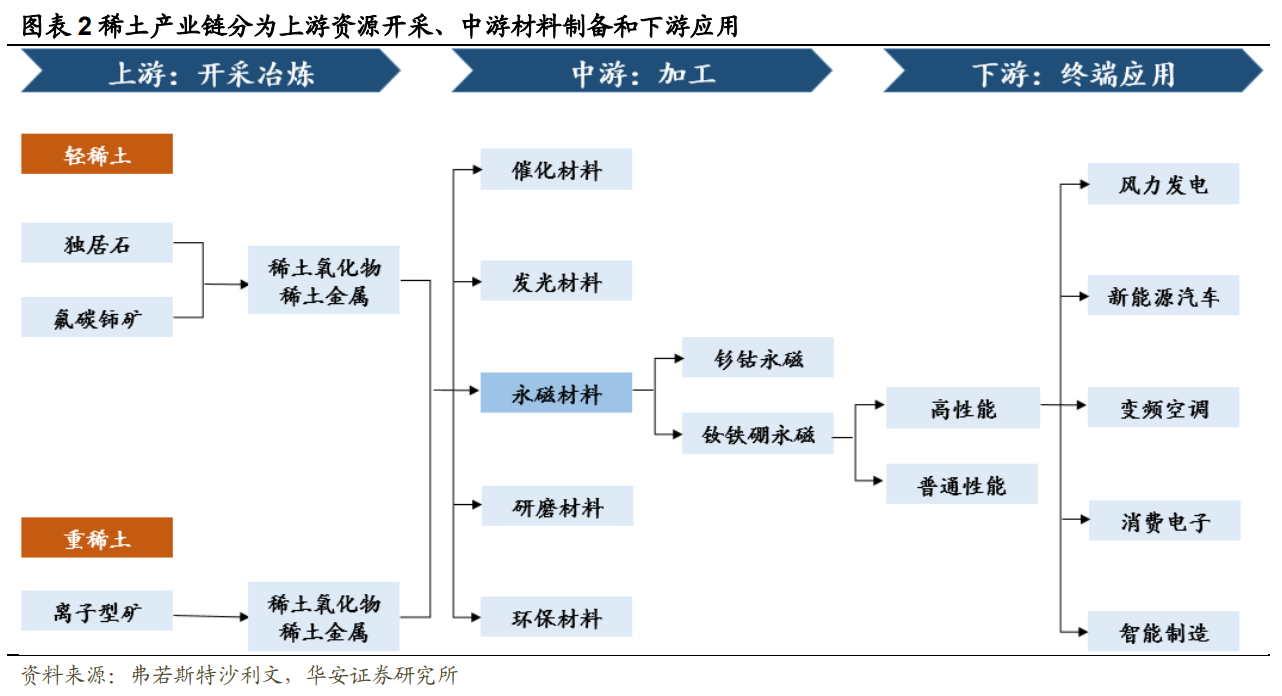 图表 2 稀土产业链分为上游资源开采、中游材料制备和下游应用
上游：开采冶炼
中游：加工
下游：终端应用
轻稀土
独居石
氟碳铈矿
稀土氧化物
稀土金属
重稀土
离子型矿
稀土氧化物
稀土金属
催化材料
发光材料
永磁材料
研磨材料
环保材料
钐钴永磁
钕铁硼永磁
高性能
普通性能
风力发电
新能源汽车
变频空调
消费电子
智能制造
资料来源：弗若斯特沙利文，华安证券研究所